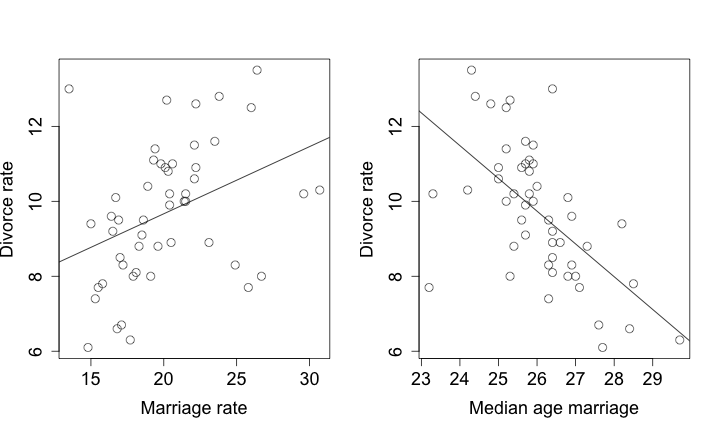 Divorce rate
6 8 10 12
15 20 25 30
Marriage rate
Divorce rate
6 8 10 12
23 24 25 26 27 28 29
Median age marriage